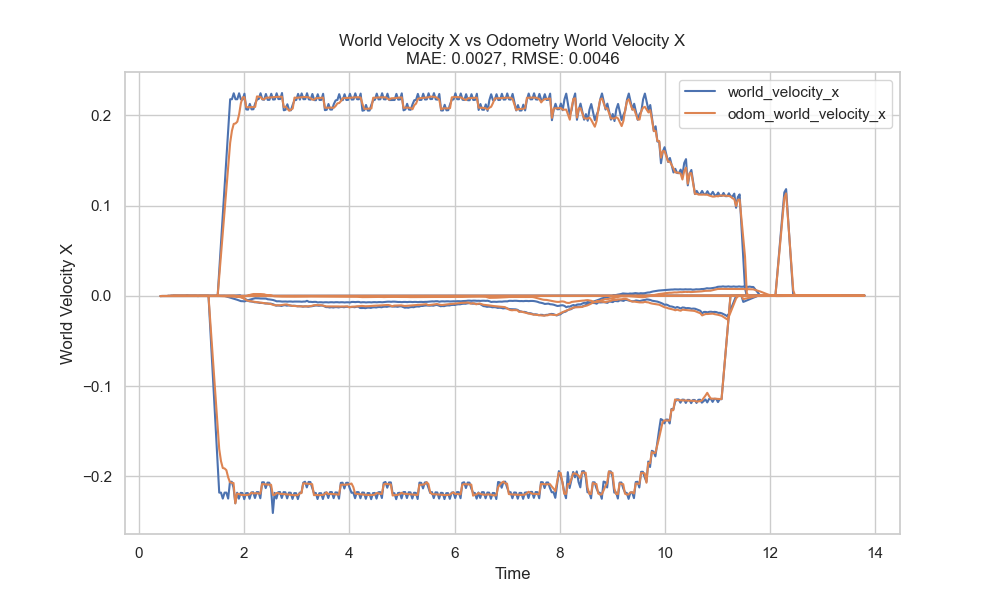 World Velocity X vs Odometry World Velocity X
MAE: 0.0027, RMSE: 0.0046
world_velocity_x
odom_world_velocity_x
World Velocity X
0.2
0.1
0.0
−0.1
−0.2
0 2 4 6 8 10 12 14
Time